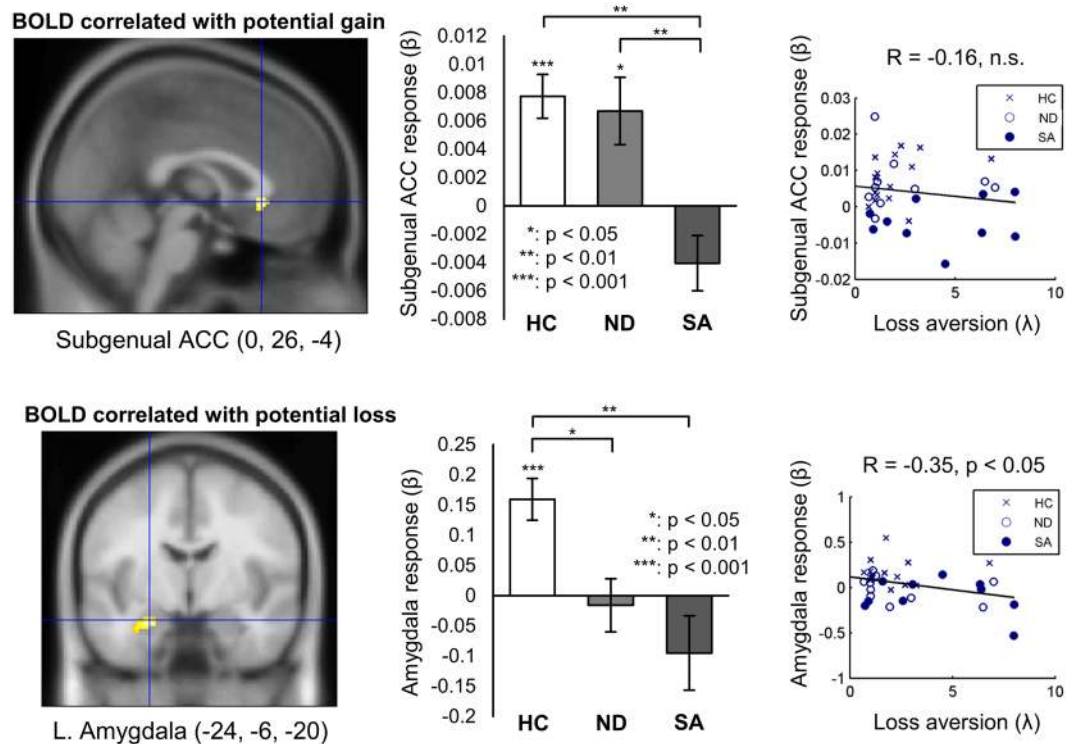 BOLD correlated with potential gain
Subgenual ACC (0, 26, -4)
Subgenual ACC response (β)
0.012
0.010
0.008
0.006
0.004
0.002
0
-0.002
-0.004
-0.006
-0.008
**
**
***
*
*: p < 0.05
**: p < 0.01
***: p < 0.001
HC
ND
SA
R = -0.16, n.s.
Subgenual ACC response (β)
0.03
0.02
0.01
0
-0.01
0.02
0
5
10
Loss aversion (λ)
HC
ND
SA
BOLD correlated with potential loss
L. Amygdala (-24, -6, -20)
Amygdala response (β)
0.25
0.2
0.15
0.1
0.05
0
-0.05
-0.1
-0.15
-0.2
**
*
***
*: p < 0.05
**: p < 0.01
***: p < 0.001
HC
ND
SA
R = -0.35, p < 0.05
Amygdala response (β)
1
0.5
0
-0.5
-1
0
5
10
Loss aversion (λ)
HC
ND
SA